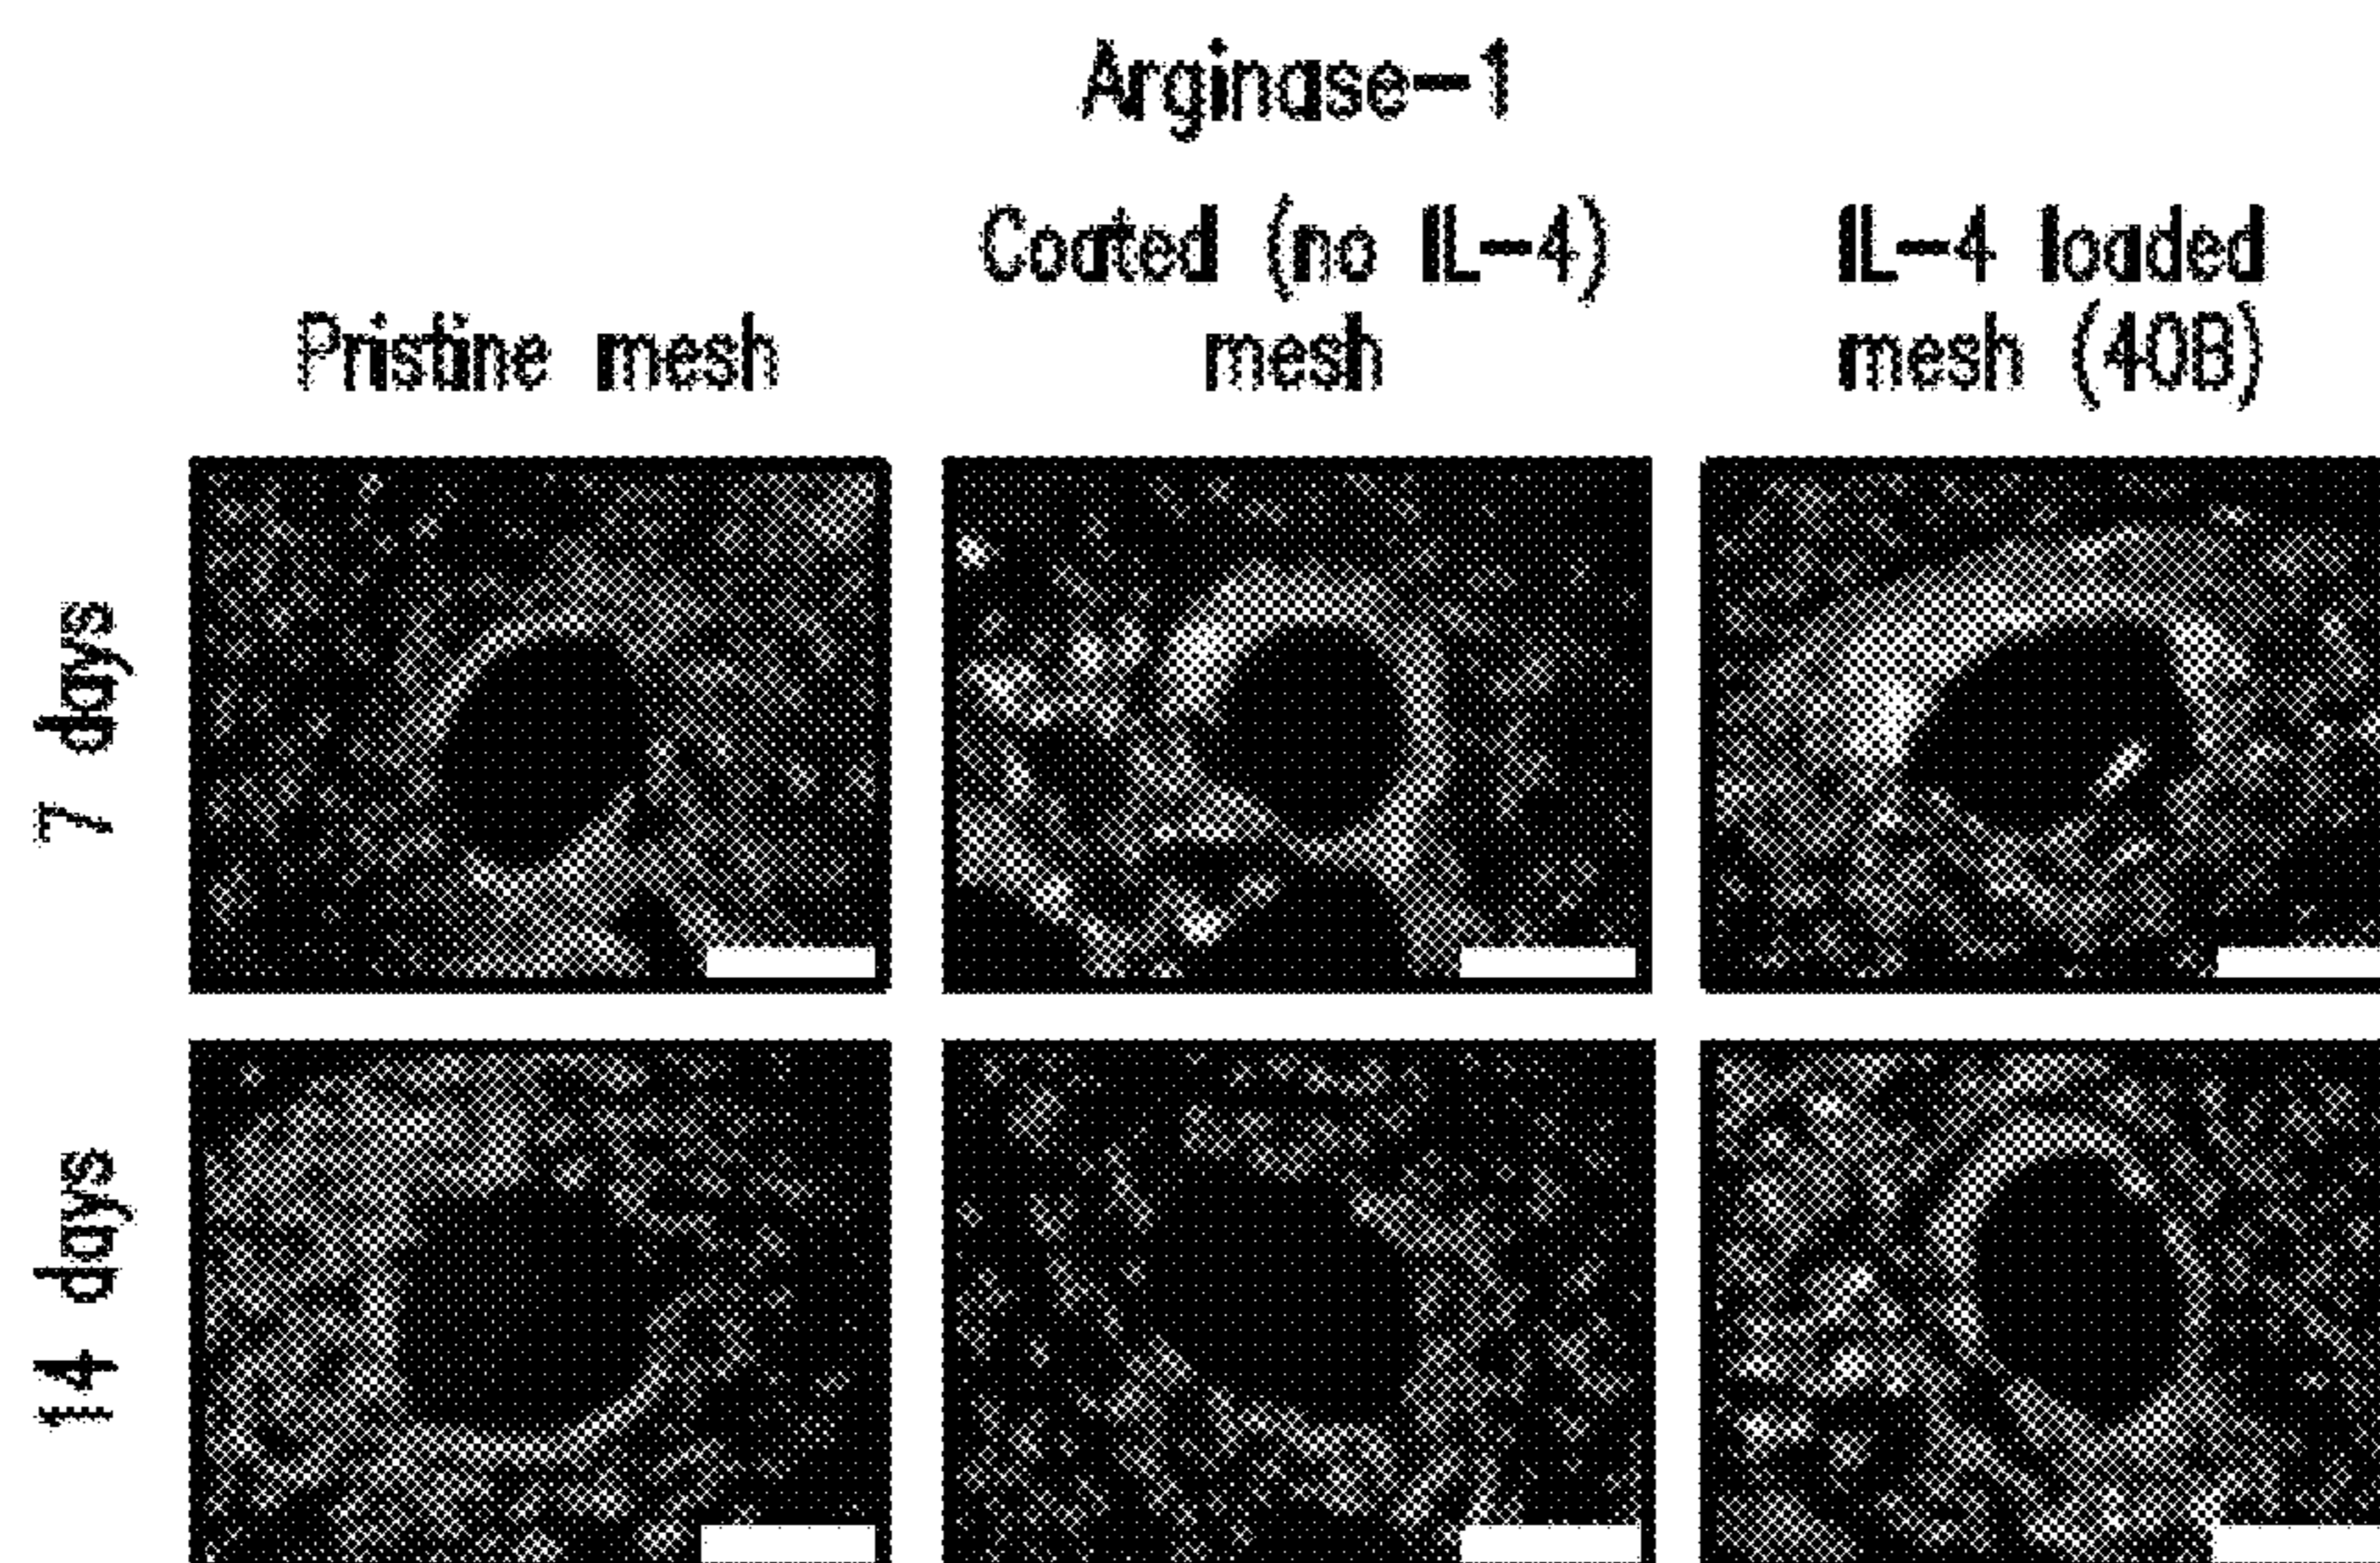 Arginase-1
Pristine mesh
Coated (no IL-4)
mesh
IL-4 loaded
mesh (40B)
7 days
14 days